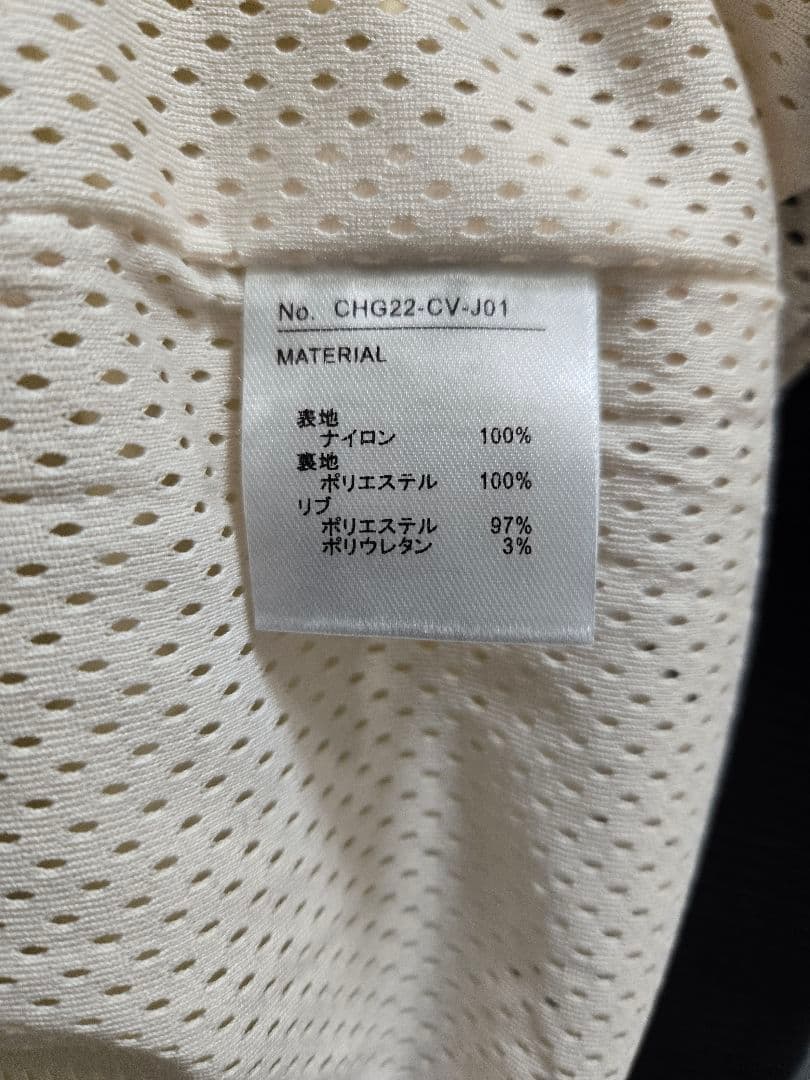 No. CHG22-CV-J01
MATERIAL
表地
ナイロン 100%
裏地
ポリエステル 100%
リブ
ポリエステル 97%
ポリウレタン 3%